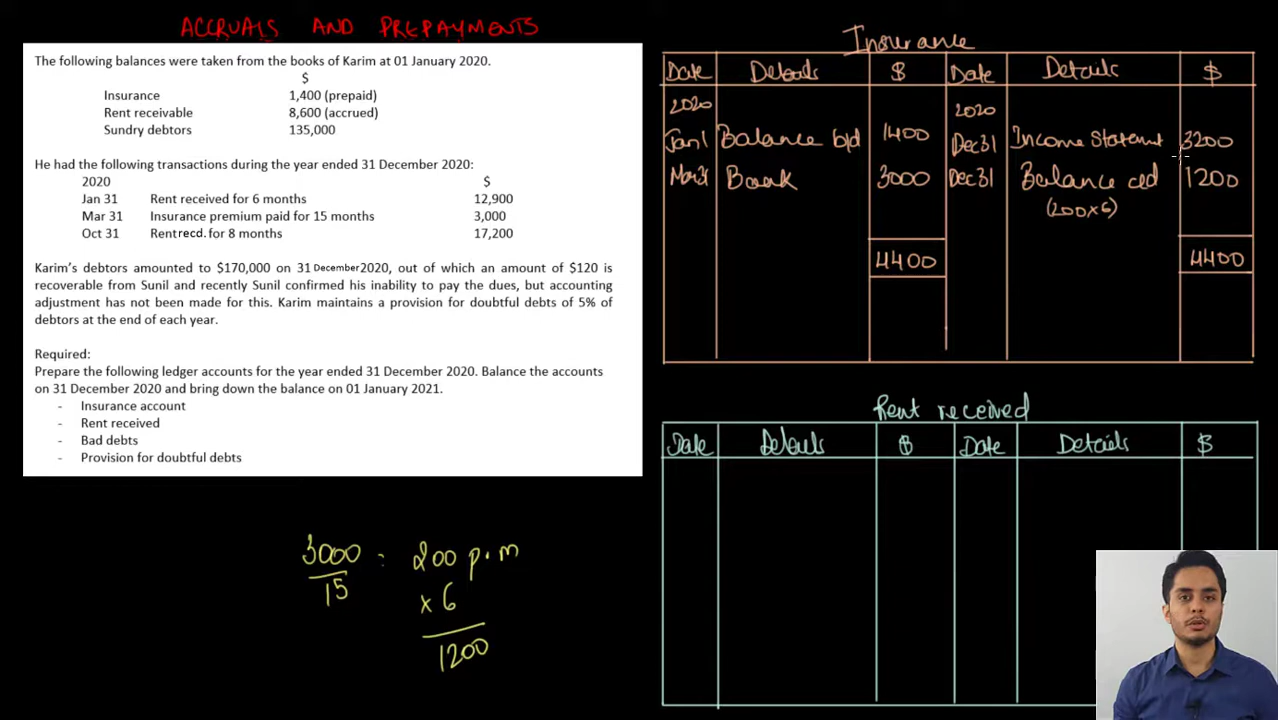 ACCRUALS AND PREPAYMENTS
The following balances were taken from the books of Karim at 01 January 2020.
$
Insurance 1,400 (prepaid)
Rent receivable 8,600 (accrued)
Sundry debtors 135,000
He had the following transactions during the year ended 31 December 2020:
2020 $
Jan 31 Rent received for 6 months 12,900
Mar 31 Insurance premium paid for 15 months 3,000
Oct 31 Rent recd. for 8 months 17,200
Karim's debtors amounted to $170,000 on 31 December 2020, out of which an amount of $120 is
recoverable from Sunil and recently Sunil confirmed his inability to pay the dues, but accounting
adjustment has not been made for this. Karim maintains a provision for doubtful debts of 5% of
debtors at the end of each year.
Required:
Prepare the following ledger accounts for the year ended 31 December 2020. Balance the accounts
on 31 December 2020 and bring down the balance on 01 January 2021.
- Insurance account
- Rent received
- Bad debts
- Provision for doubtful debts
3000 = 200 p.m
15 x 6
1200
Insurance
Date Details $ Date Details $
2020 2020
Jan 1 Balance b/d 1400 Dec 31 Income Statement 3200
Mar 31 Bank 3000 Dec 31 Balance c/d 1200
(200x6)
4400 4400
Rent received
Date Details $ Date Details $